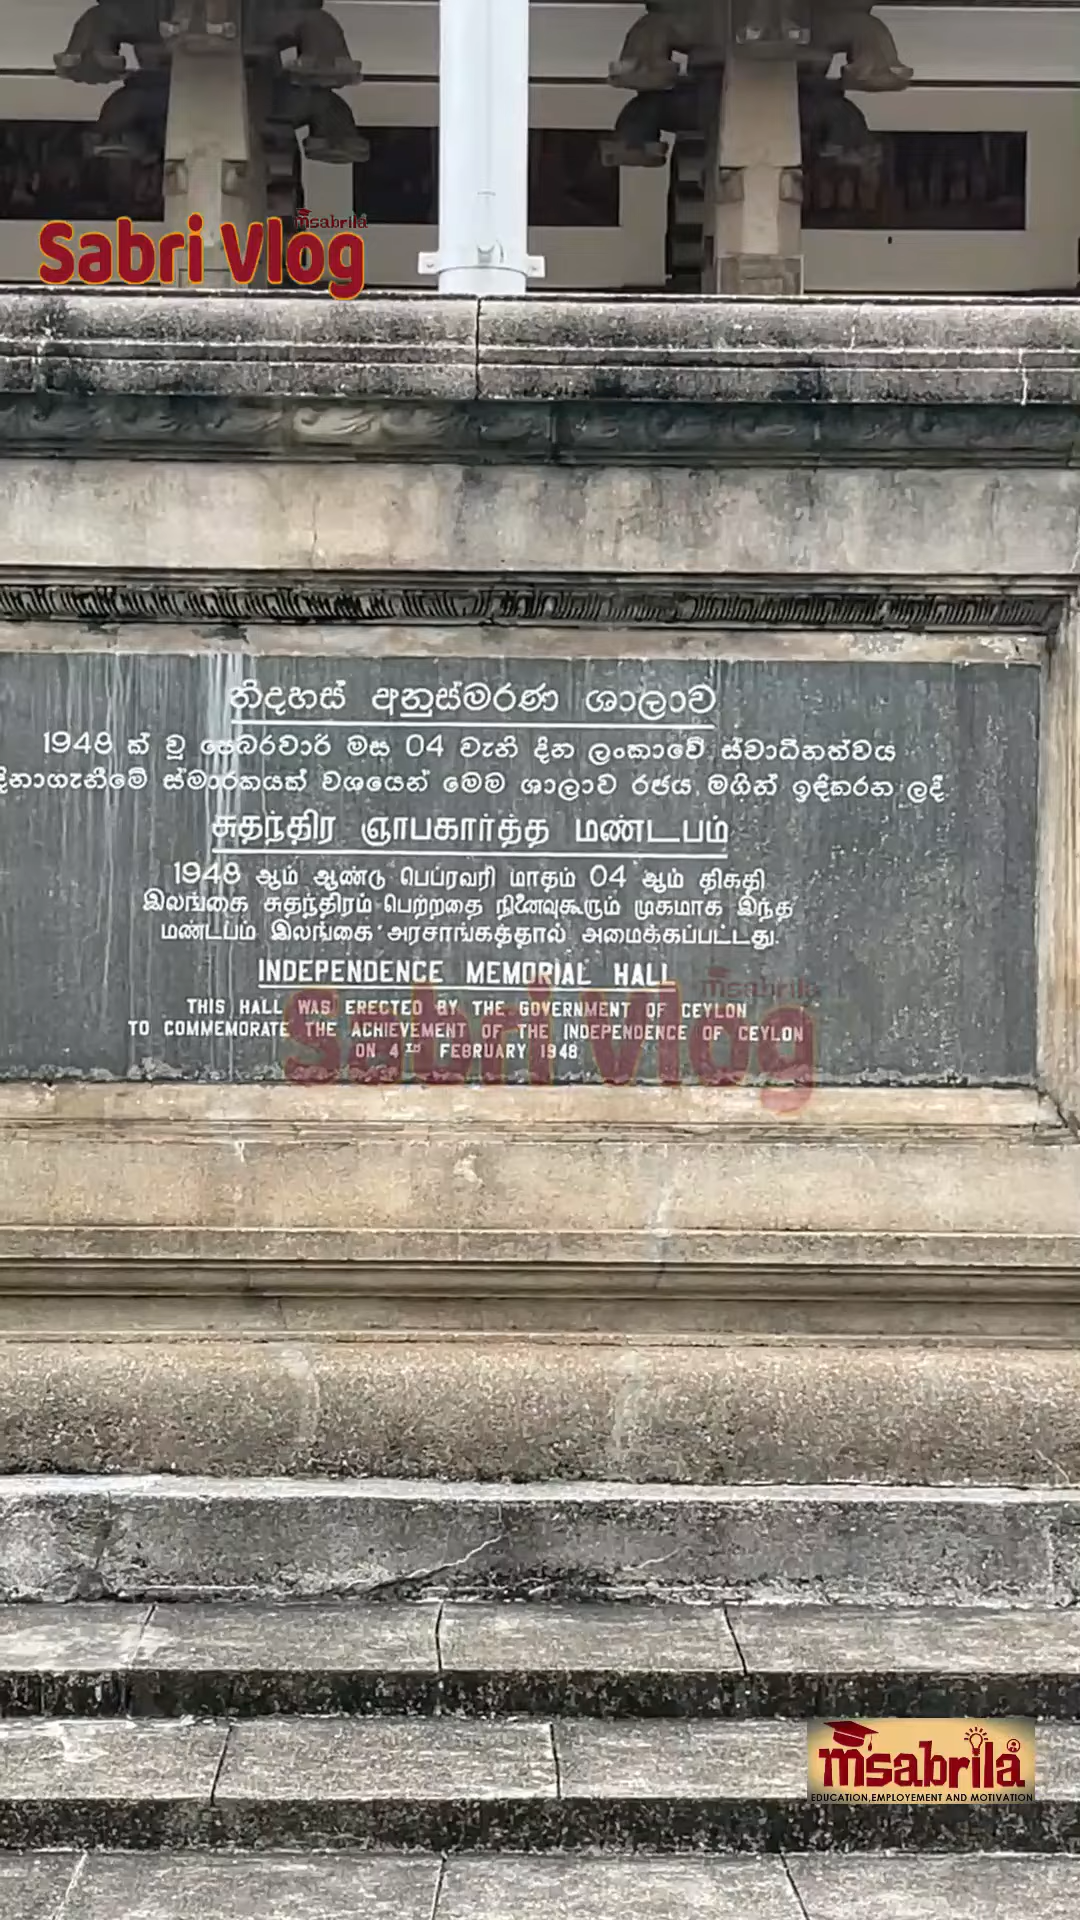 Sabri Vlog
msabrila
නිදහස් අනුස්මරණ ශාලාව
1948 ක් වූ පෙබරවාරි මස 04 වැනි දින ලංකාවේ ස්වාධීනත්වය
දිනාගැනීමේ ස්මාරකයක් වශයෙන් මෙම ශාලාව රජය මගින් ඉදිකරන ලදී.
சுதந்திர ஞாபகார்த்த மண்டபம்
1948 ஆம் ஆண்டு பெப்ரவரி மாதம் 04 ஆம் திகதி
இலங்கை சுதந்திரம் பெற்றதை நினைவுகூரும் முகமாக இந்த
மண்டபம் இலங்கை அரசாங்கத்தால் அமைக்கப்பட்டது.
INDEPENDENCE MEMORIAL HALL
THIS HALL WAS ERECTED BY THE GOVERNMENT OF CEYLON
TO COMMEMORATE THE ACHIEVEMENT OF THE INDEPENDENCE OF CEYLON
ON 4TH FEBRUARY 1948
msabrila
Sabri Vlog
msabrila
EDUCATION,EMPLOYEMENT AND MOTIVATION